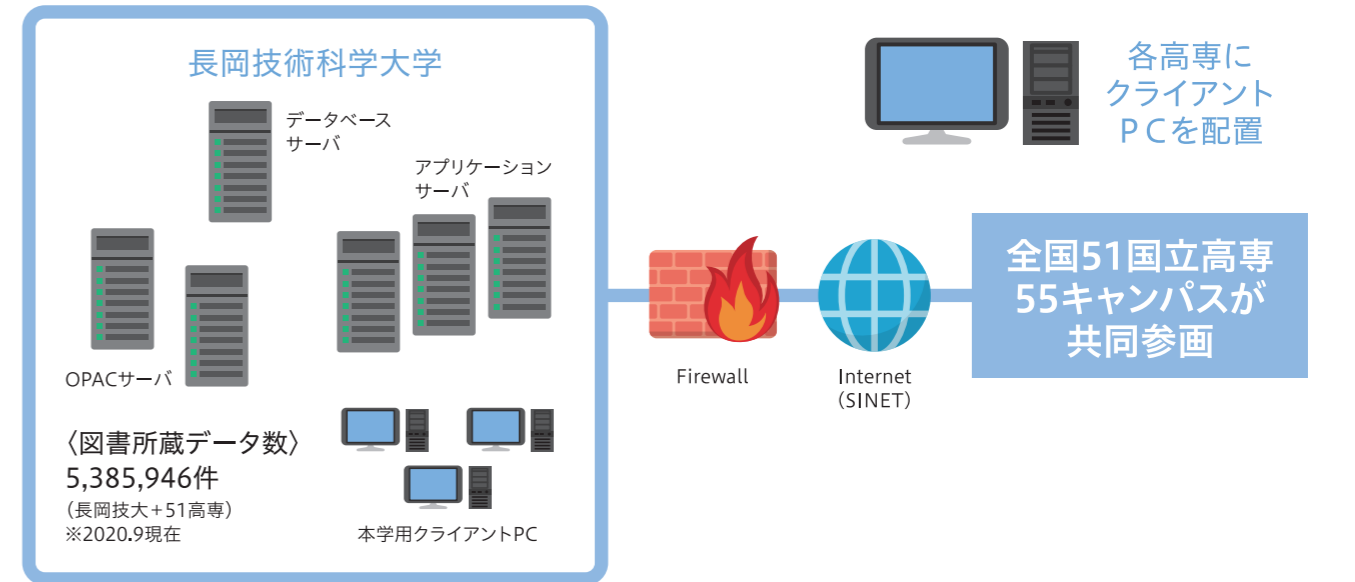 長岡技術科学大学
データベース
サーバ
アプリケーション
サーバ
OPACサーバ
〈図書所蔵データ数〉
5,385,946件
（長岡技大+51高専）
※2020.9現在
本学用クライアントPC
Firewall
Internet
（SINET）
各高専に
クライアント
ＰＣを配置
全国51国立高専
55キャンパスが
共同参画